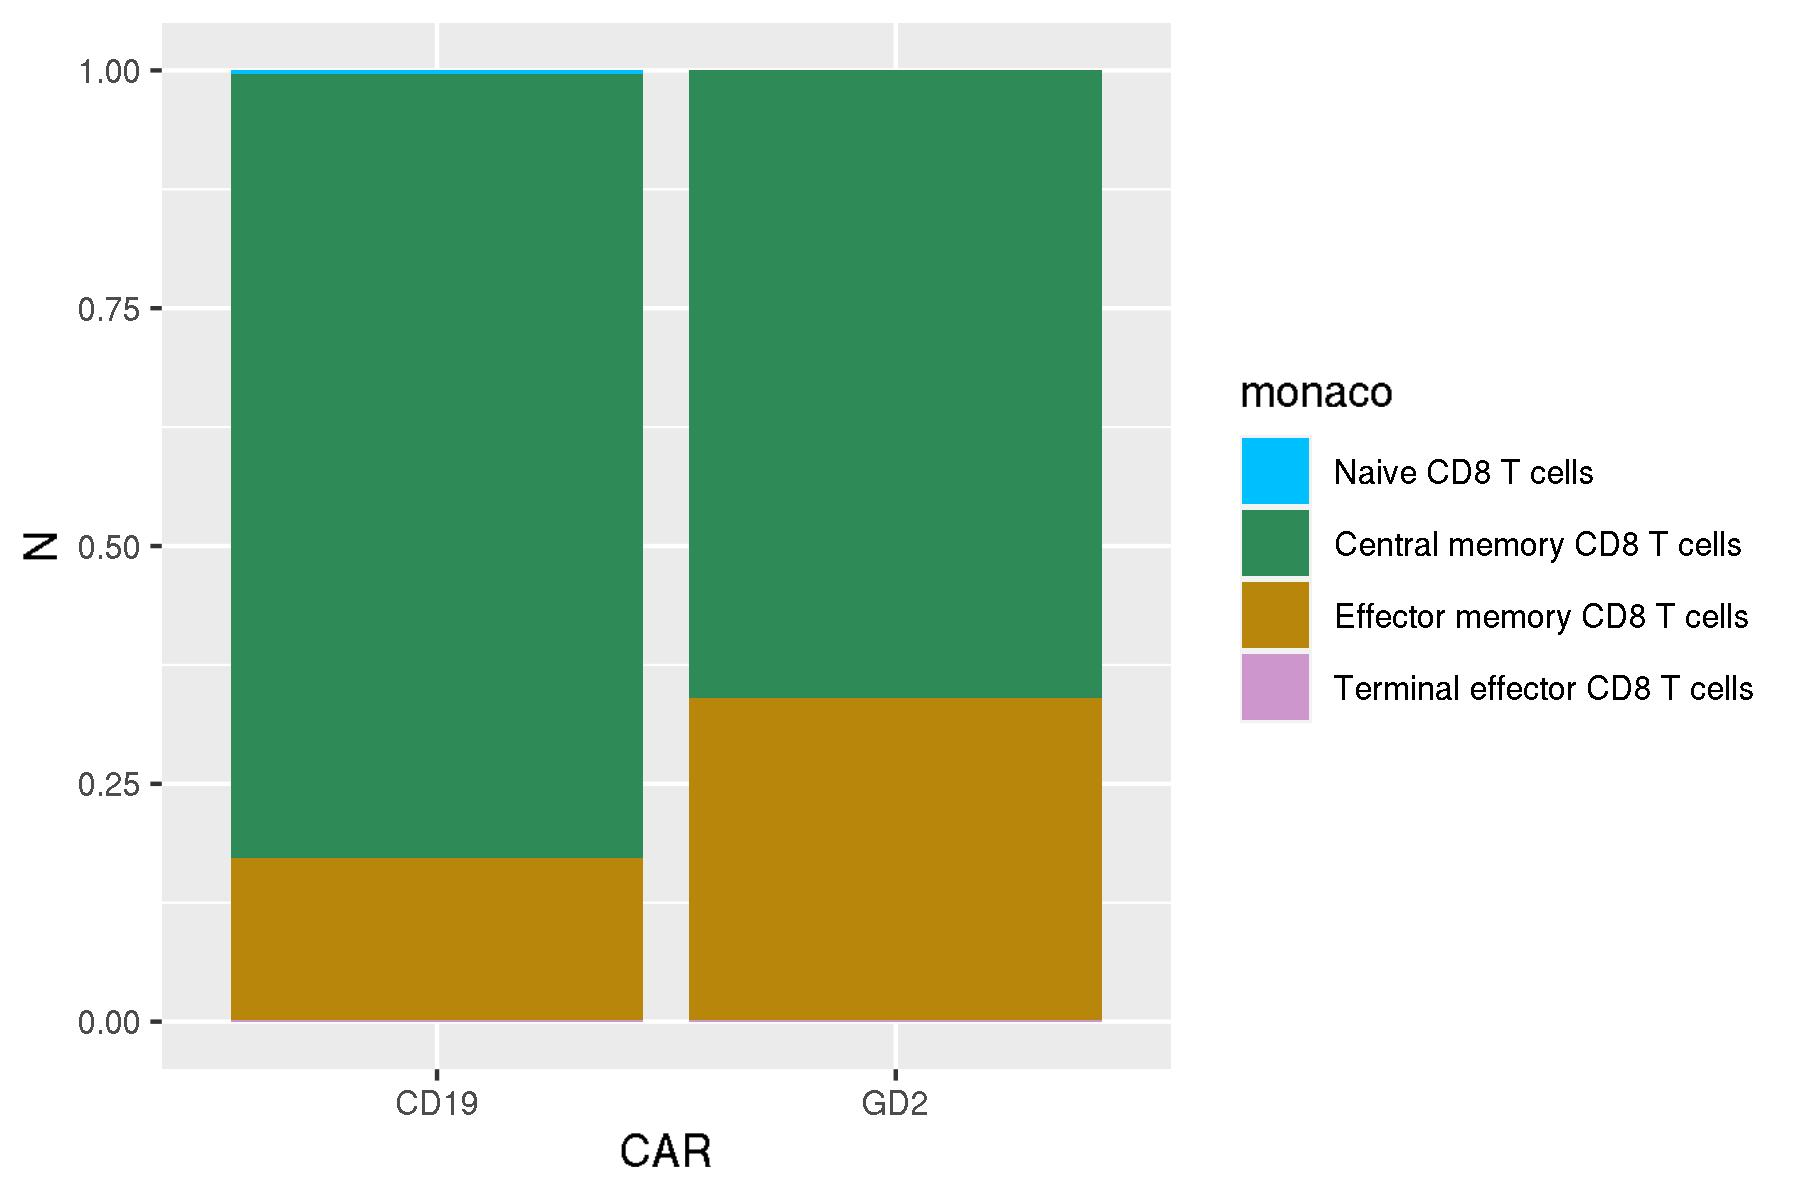 1.00
0.75
0.50
0.25
0.00
N
CD19
GD2
CAR
monaco
Naive CD8 T cells
Central memory CD8 T cells
Effector memory CD8 T cells
Terminal effector CD8 T cells